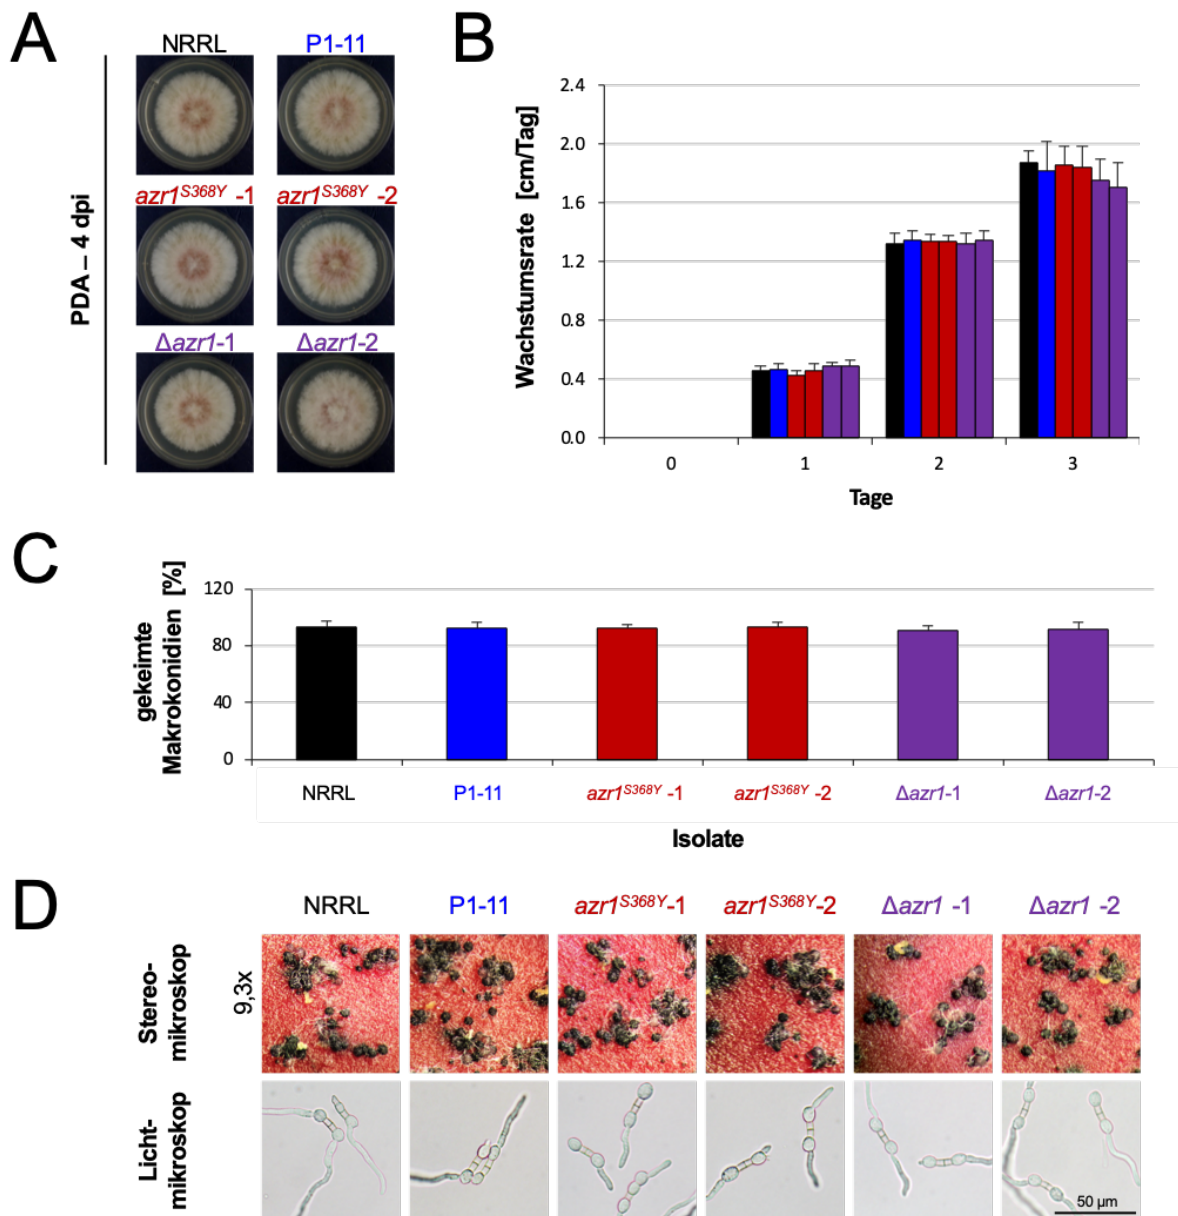 A
NRRL P1-11
azr1S368Y -1 azr1S368Y -2
Δazr1-1 Δazr1-2
PDA – 4 dpi
B
Wachstumsrate [cm/Tag]
2.4
2.0
1.6
1.2
0.8
0.4
0.0
0 1 2 3
Tage
C
gekeimte
Makrokonidien [%]
120
80
40
0
NRRL P1-11 azr1S368Y -1 azr1S368Y -2 Δazr1-1 Δazr1-2
Isolate
D
NRRL P1-11 azr1S368Y-1 azr1S368Y-2 Δazr1 -1 Δazr1 -2
Stereo-
mikroskop
9,3x
Licht-
mikroskop
50 µm